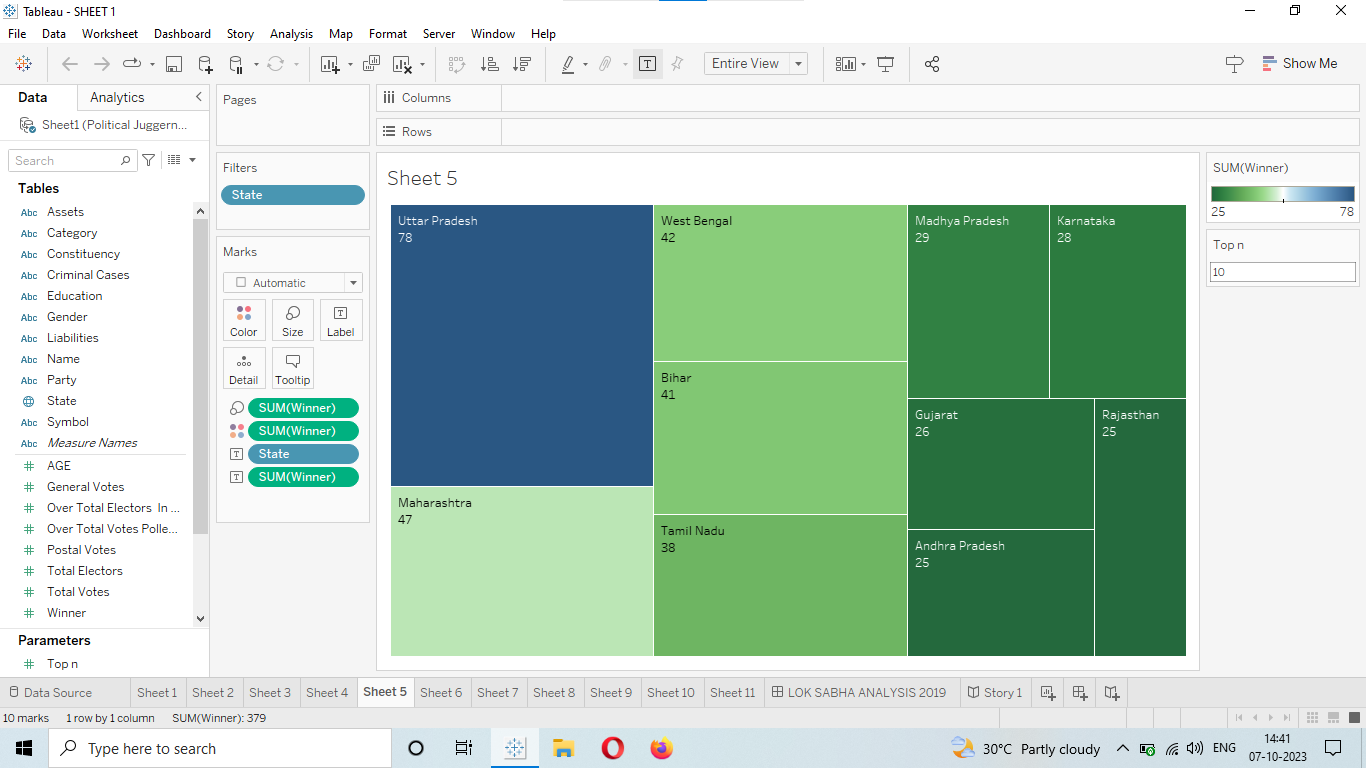 Tableau - SHEET 1
File Data Worksheet Dashboard Story Analysis Map Format Server Window Help
Entire View
Show Me
Data Analytics
Sheet1 (Political Juggern...
Search
Tables
Abc Assets
Abc Category
Abc Constituency
Abc Criminal Cases
Abc Education
Abc Gender
Abc Liabilities
Abc Name
Abc Party
State
Abc Symbol
Abc Measure Names
# AGE
# General Votes
# Over Total Electors In ...
# Over Total Votes Polle...
# Postal Votes
# Total Electors
# Total Votes
# Winner
Parameters
# Top n
Pages
Filters
State
Marks
Automatic
Color Size Label
Detail Tooltip
SUM(Winner)
SUM(Winner)
State
SUM(Winner)
Columns
Rows
Sheet 5
Uttar Pradesh
78
Maharashtra
47
West Bengal
42
Bihar
41
Tamil Nadu
38
Madhya Pradesh
29
Karnataka
28
Gujarat
26
Andhra Pradesh
25
Rajasthan
25
SUM(Winner)
25 78
Top n
10
Data Source Sheet 1 Sheet 2 Sheet 3 Sheet 4 Sheet 5 Sheet 6 Sheet 7 Sheet 8 Sheet 9 Sheet 10 Sheet 11 LOK SABHA ANALYSIS 2019 Story 1
10 marks 1 row by 1 column SUM(Winner): 379
Type here to search
30°C Partly cloudy
ENG
14:41
07-10-2023